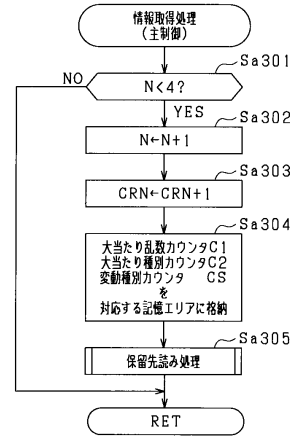 情報取得処理
(主制御)
Sa301
NO
N<4?
YES
Sa302
N←N+1
Sa303
CRN←CRN+1
Sa304
大当たり乱数カウンタC1
大当たり種別カウンタC2
変動種別カウンタ CS
を
対応する記憶エリアに格納
Sa305
保留先読み処理
RET